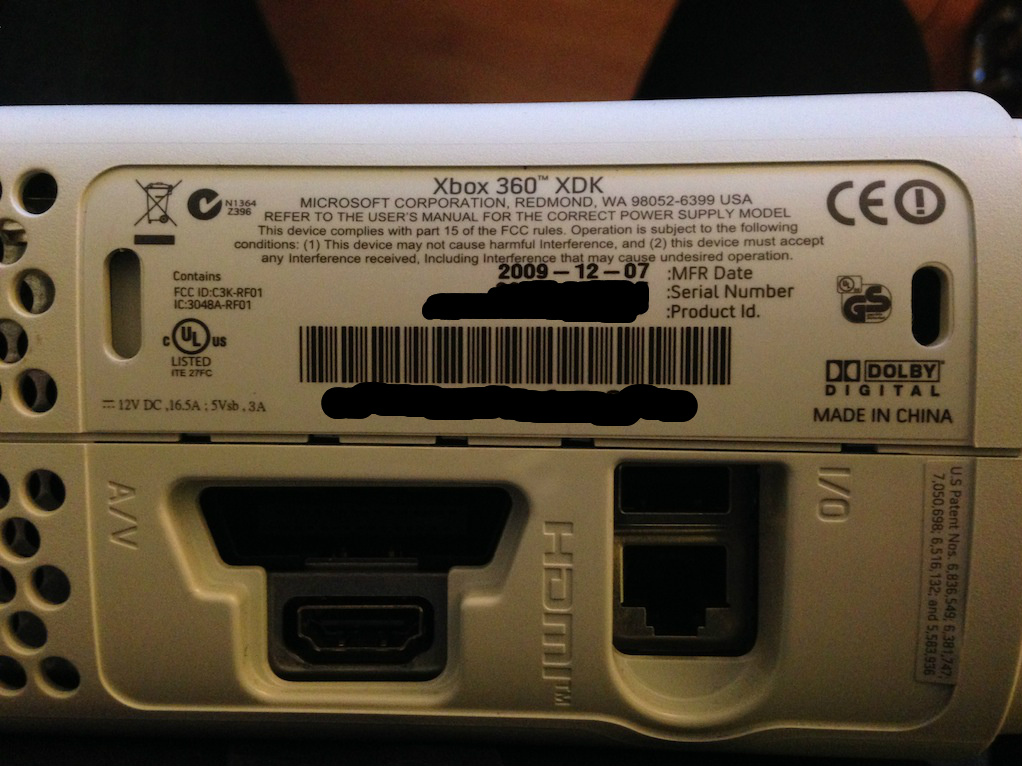 Xbox 360™ XDK
MICROSOFT CORPORATION, REDMOND, WA 98052-6399 USA
REFER TO THE USER'S MANUAL FOR THE CORRECT POWER SUPPLY MODEL
This device complies with part 15 of the FCC rules. Operation is subject to the following
conditions: (1) This device may not cause harmful Interference, and (2) this device must accept
any Interference received, Including Interference that may cause undesired operation.
N1364
Z396
CE
2009-12-07 :MFR Date
:Serial Number
:Product Id.
Contains
FCC ID:C3K-RF01
IC:3048A-RF01
c UL us
LISTED
ITE 27FC
UL
GS
⎓ 12V DC ,16.5A ; 5Vsb , 3A
DOLBY
DIGITAL
MADE IN CHINA
A/V
HDMI™
I/O
U.S Patent Nos. 6,836,549; 6,381,747;
7,050,698; 6,516,132; and 5,583,936